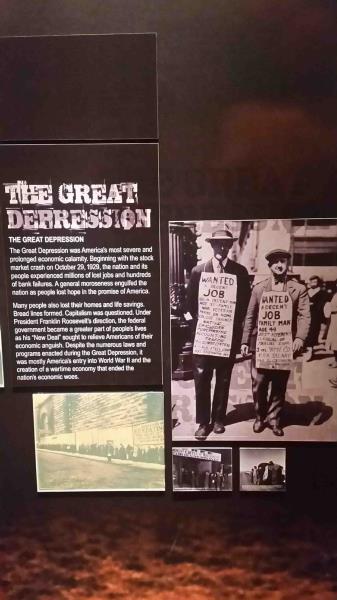 THE GREAT
DEPRESSION
THE GREAT DEPRESSION
The Great Depression was America's most severe and
prolonged economic calamity. Beginning with the stock
market crash on October 29, 1929, the nation and its
people experienced millions of lost jobs and hundreds
of bank failures. A general moroseness engulfed the
nation as people lost hope in the promise of America.
Many people also lost their homes and life savings.
Bread lines formed. Capitalism was questioned. Under
President Franklin Roosevelt's direction, the federal
government became a greater part of people's lives
as his "New Deal" sought to relieve Americans of their
economic anguish. Despite the numerous laws and
programs enacted during the Great Depression, it
was mostly America's entry into World War II and the
creation of a wartime economy that ended the
nation's economic woes.
WANTED
A DECENT
JOB
WANTED
A DECENT
JOB
FAMILY MAN
AGE 44